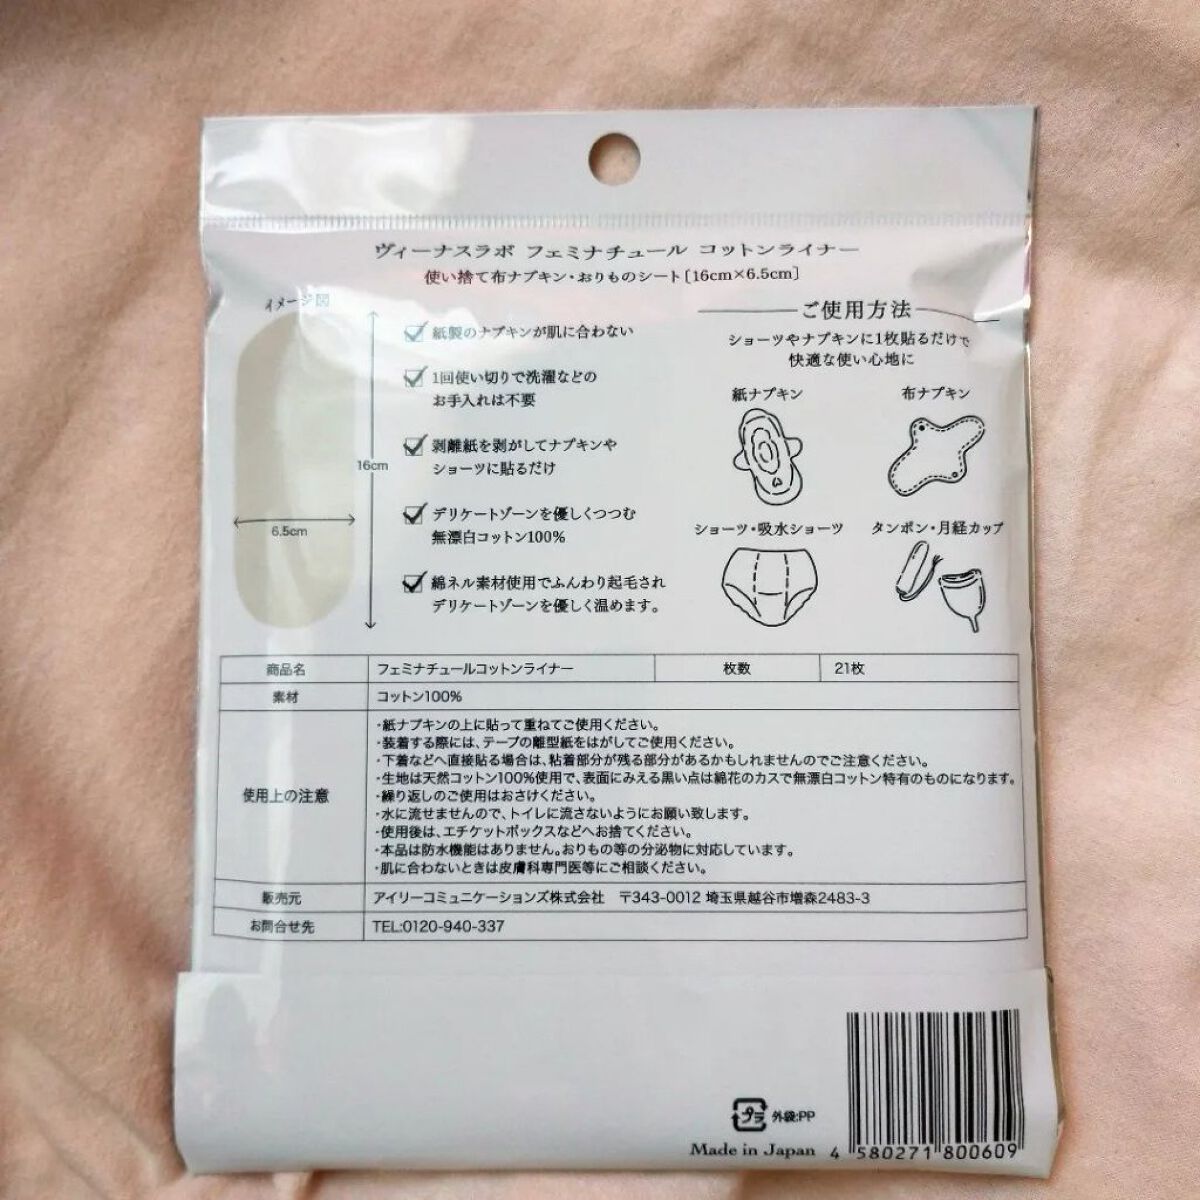 ヴィーナスラボ フェミナチュール コットンライナー
使い捨て布ナプキン・おりものシート[16cm×6.5cm]
イメージ図
16cm
6.5cm
紙製のナプキンが肌に合わない
1回使い切りで洗濯などの
お手入れは不要
剥離紙を剥がしてナプキンや
ショーツに貼るだけ
デリケートゾーンを優しくつつむ
無漂白コットン100%
綿ネル素材使用でふんわり起毛され
デリケートゾーンを優しく温めます。
ご使用方法
ショーツやナプキンに1枚貼るだけで
快適な使い心地に
紙ナプキン
布ナプキン
ショーツ・吸水ショーツ
タンポン・月経カップ
商品名 フェミナチュールコットンライナー 枚数 21枚
素材 コットン100%
使用上の注意
・紙ナプキンの上に貼って重ねてご使用ください。
・装着する際には、テープの離型紙をはがしてご使用ください。
・下着などへ直接貼る場合は、粘着部分が残る部分があるかもしれませんのでご注意ください。
・生地は天然コットン100%使用で、表面にみえる黒い点は綿花のカスで無漂白コットン特有のものになります。
・繰り返しのご使用はおさけください。
・水に流せませんので、トイレに流さないようにお願い致します。
・使用後は、エチケットボックスなどへお捨てください。
・本品は防水機能はありません。おりもの等の分泌物に対応しています。
・肌に合わないときは皮膚科専門医等にご相談ください。
販売元 アイリーコミュニケーションズ株式会社 〒343-0012 埼玉県越谷市増森2483-3
お問合せ先 TEL:0120-940-337
プラ 外袋:PP
Made in Japan
4 580271 800609